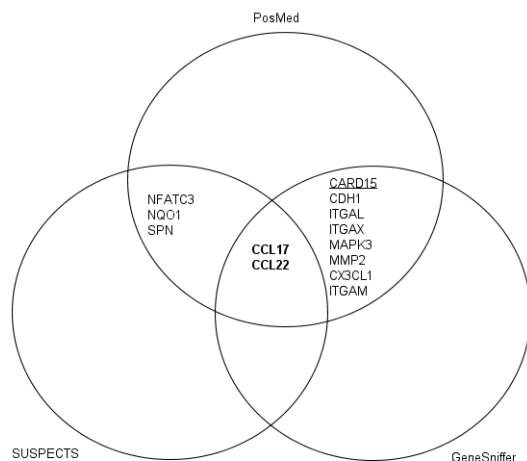 PosMed
NFATC3
NQO1
SPN
CCL17
CCL22
CARD15
CDH1
ITGAL
ITGAX
MAPK3
MMP2
CX3CL1
ITGAM
SUSPECTS
GeneSniffer